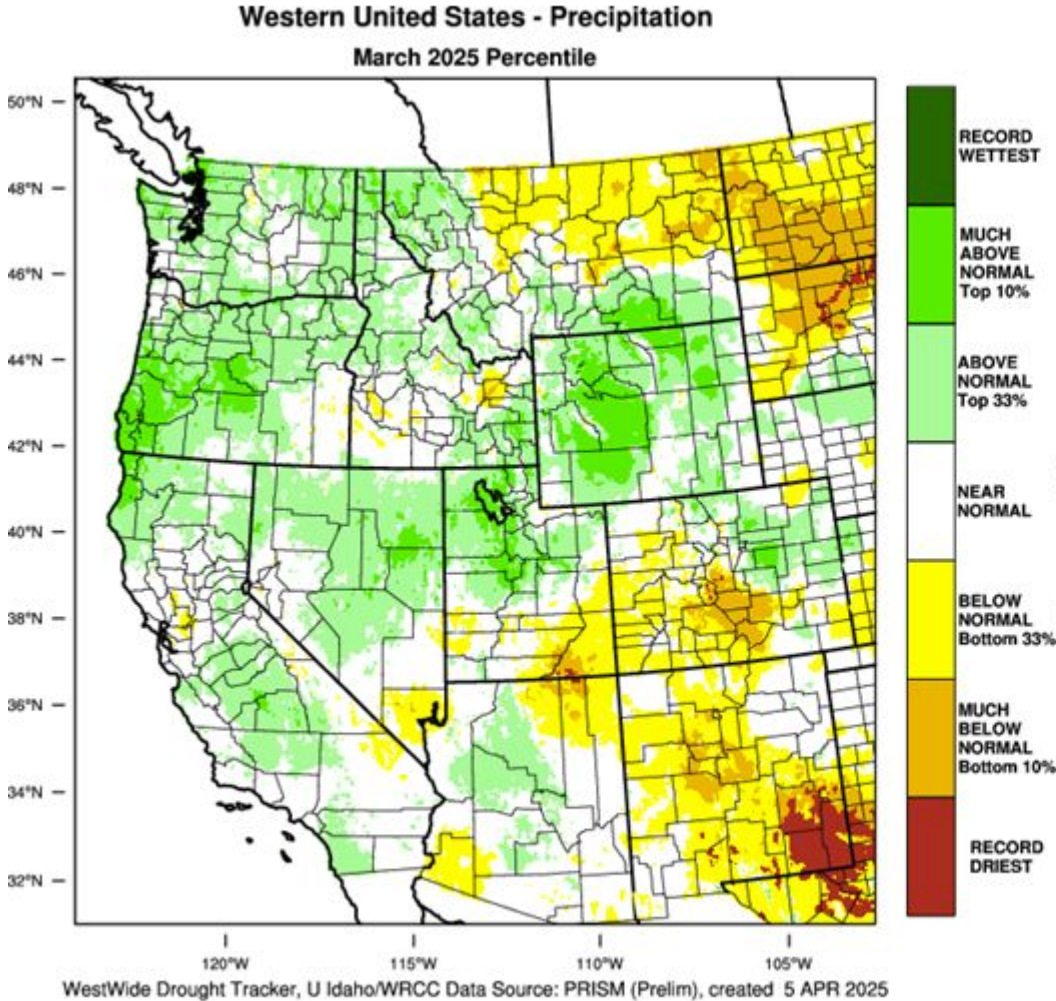 Western United States - Precipitation
March 2025 Percentile
50°N
48°N
46°N
44°N
42°N
40°N
38°N
36°N
34°N
32°N
120°W
115°W
110°W
105°W
RECORD
WETTEST
MUCH
ABOVE
NORMAL
Top 10%
ABOVE
NORMAL
Top 33%
NEAR
NORMAL
BELOW
NORMAL
Bottom 33%
MUCH
BELOW
NORMAL
Bottom 10%
RECORD
DRIEST
WestWide Drought Tracker, U Idaho/WRCC Data Source: PRISM (Prelim), created 5 APR 2025